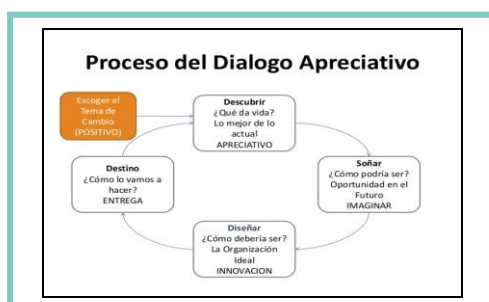 Proceso del Dialogo Apreciativo
Escoger el
Tema de
Cambio
(POSITIVO)
Descubrir
¿Qué da vida?
Lo mejor de lo
actual
APRECIATIVO
Soñar
¿Cómo podría ser?
Oportunidad en el
Futuro
IMAGINAR
Diseñar
¿Cómo debería ser?
La Organización
Ideal
INNOVACION
Destino
¿Cómo lo vamos a
hacer?
ENTREGA